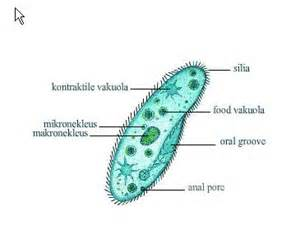 silia
kontraktile vakuola
food vakuola
mikronekleus
makronekleus
oral groove
anal pore